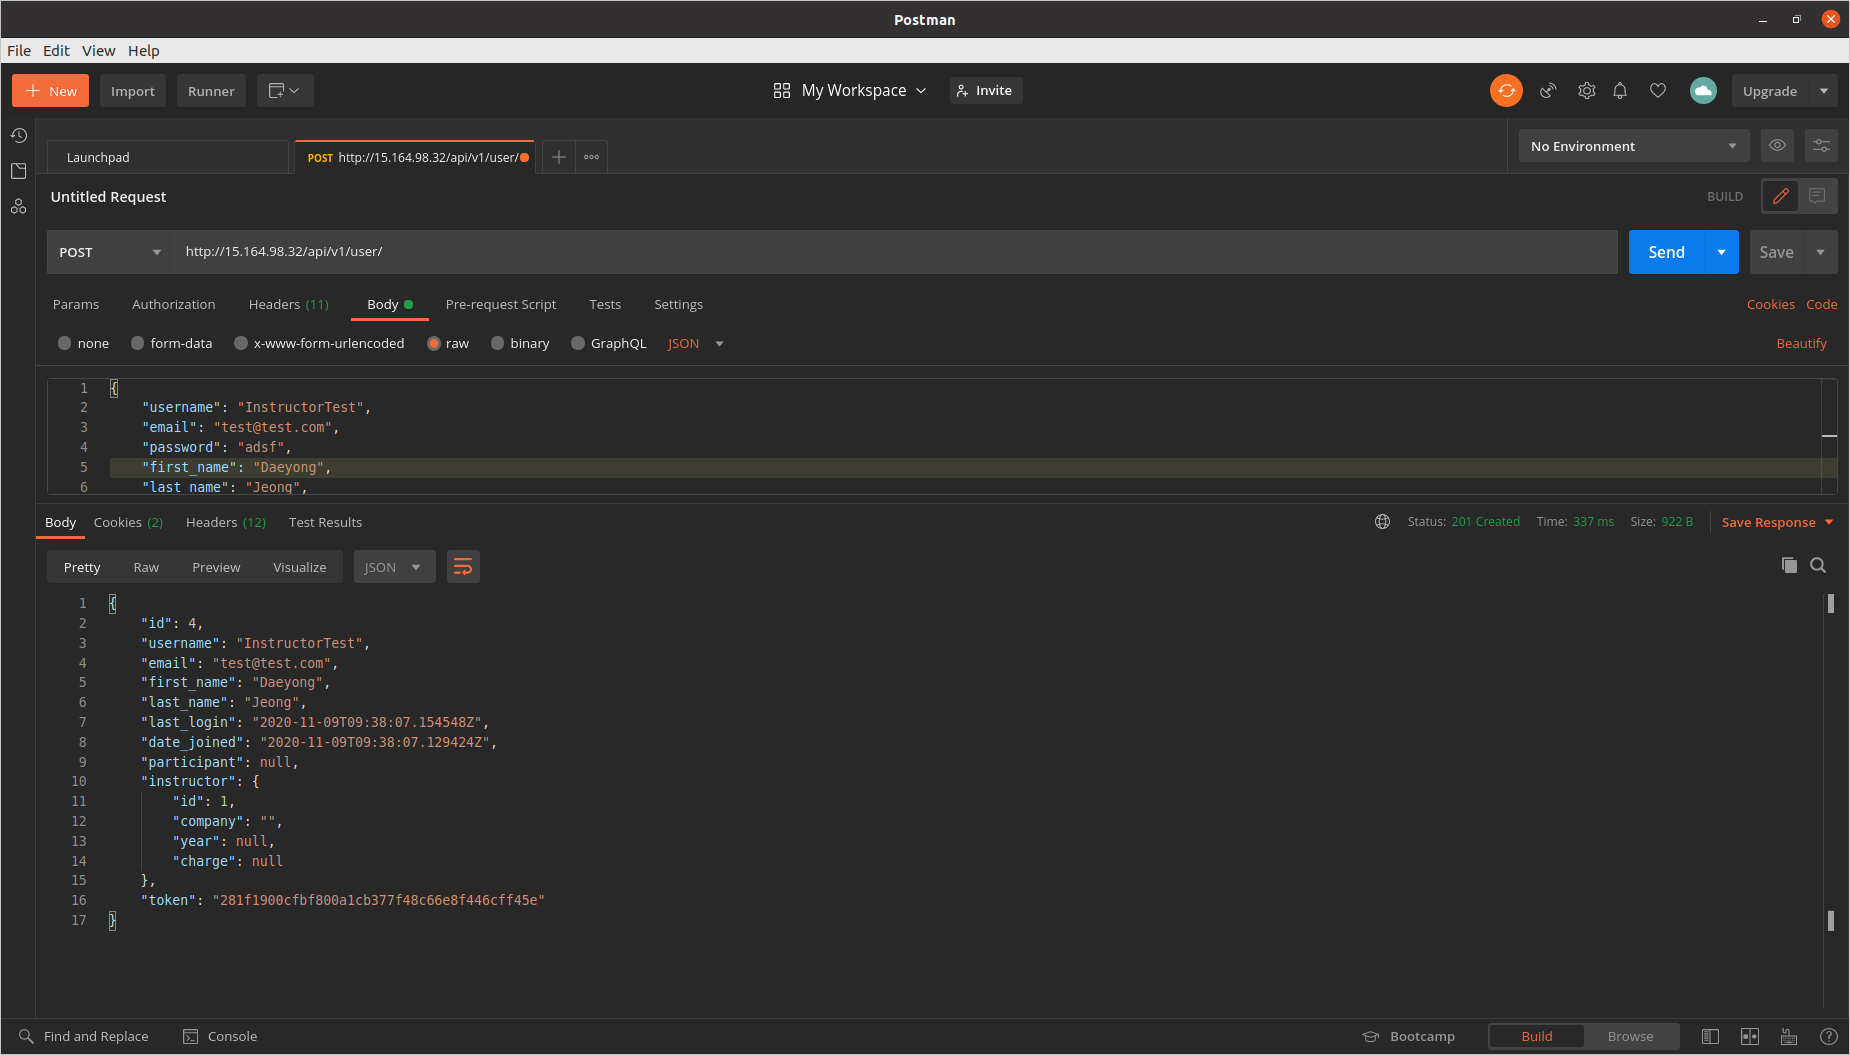 Postman
File Edit View Help
New Import Runner My Workspace Invite Upgrade
Launchpad POST http://15.164.98.32/api/v1/user/ No Environment
Untitled Request BUILD
POST http://15.164.98.32/api/v1/user/ Send Save
Params Authorization Headers (11) Body Pre-request Script Tests Settings Cookies Code
none form-data x-www-form-urlencoded raw binary GraphQL JSON Beautify
1 {
2 "username": "InstructorTest",
3 "email": "test@test.com",
4 "password": "adsf",
5 "first_name": "Daeyong",
6 "last_name": "Jeong",
Body Cookies (2) Headers (12) Test Results Status: 201 Created Time: 337 ms Size: 922 B Save Response
Pretty Raw Preview Visualize JSON
1 {
2 "id": 4,
3 "username": "InstructorTest",
4 "email": "test@test.com",
5 "first_name": "Daeyong",
6 "last_name": "Jeong",
7 "last_login": "2020-11-09T09:38:07.154548Z",
8 "date_joined": "2020-11-09T09:38:07.129424Z",
9 "participant": null,
10 "instructor": {
11 "id": 1,
12 "company": "",
13 "year": null,
14 "charge": null
15 },
16 "token": "281f1900cfbf800a1cb377f48c66e8f446cff45e"
17 }
Find and Replace Console Bootcamp Build Browse